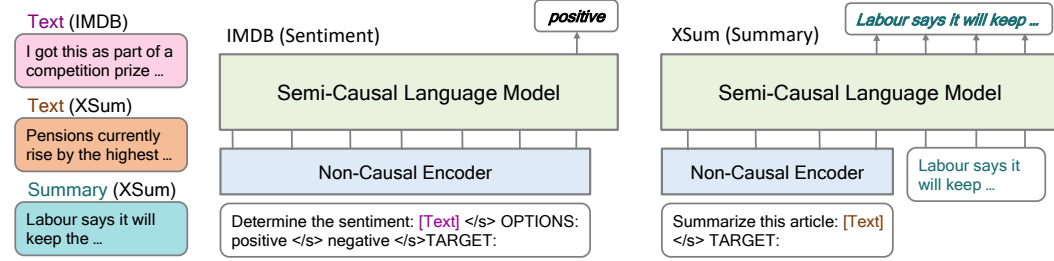 Text (IMDB)
I got this as part of a
competition prize ...
Text (XSum)
Pensions currently
rise by the highest ...
Summary (XSum)
Labour says it will
keep the ...
IMDB (Sentiment)
positive
Semi-Causal Language Model
Non-Causal Encoder
Determine the sentiment: [Text] </s> OPTIONS:
positive </s> negative </s>TARGET:
XSum (Summary)
Labour says it will keep ...
Semi-Causal Language Model
Non-Causal Encoder
Labour says it
will keep ...
Summarize this article: [Text]
</s> TARGET: